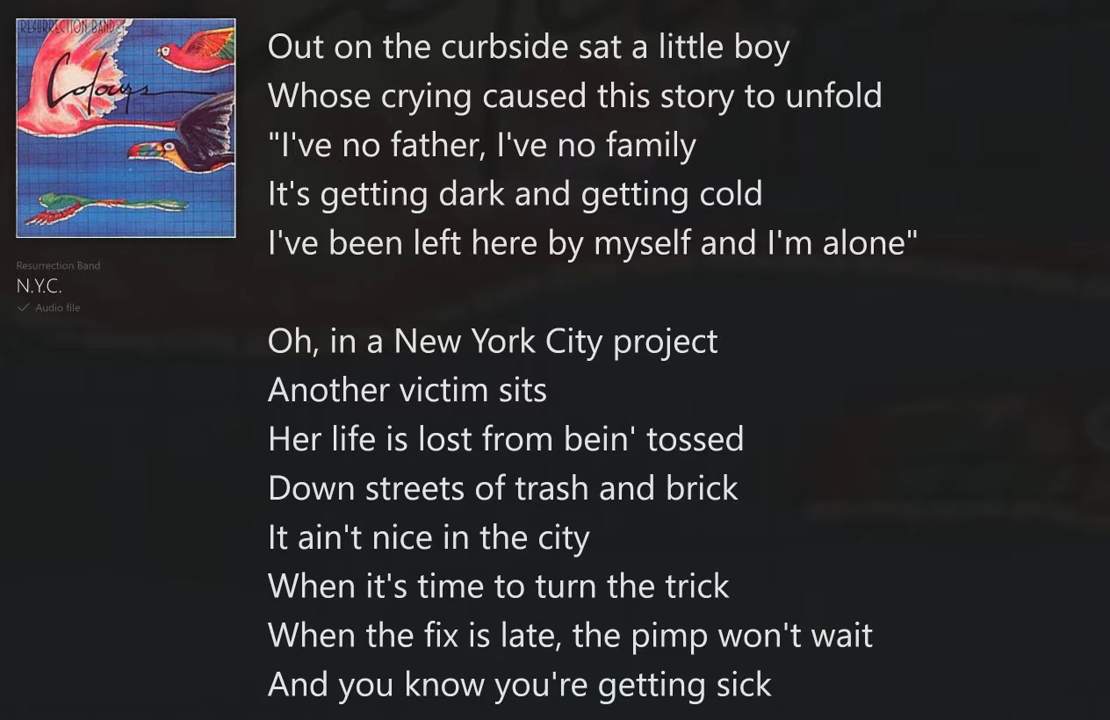 RESURRECTION BAND
Colours
Resurrection Band
N.Y.C.
Audio file
Out on the curbside sat a little boy
Whose crying caused this story to unfold
"I've no father, I've no family
It's getting dark and getting cold
I've been left here by myself and I'm alone"
Oh, in a New York City project
Another victim sits
Her life is lost from bein' tossed
Down streets of trash and brick
It ain't nice in the city
When it's time to turn the trick
When the fix is late, the pimp won't wait
And you know you're getting sick